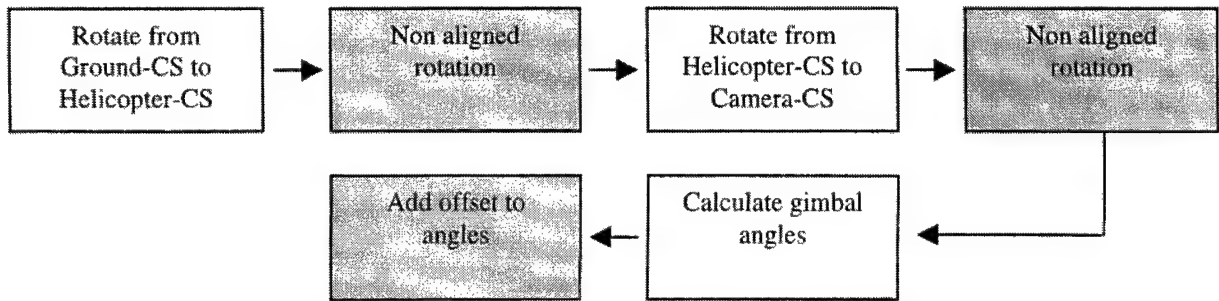 Rotate from
Ground-CS to
Helicopter-CS
Non aligned
rotation
Rotate from
Helicopter-CS to
Camera-CS
Non aligned
rotation
Add offset to
angles
Calculate gimbal
angles